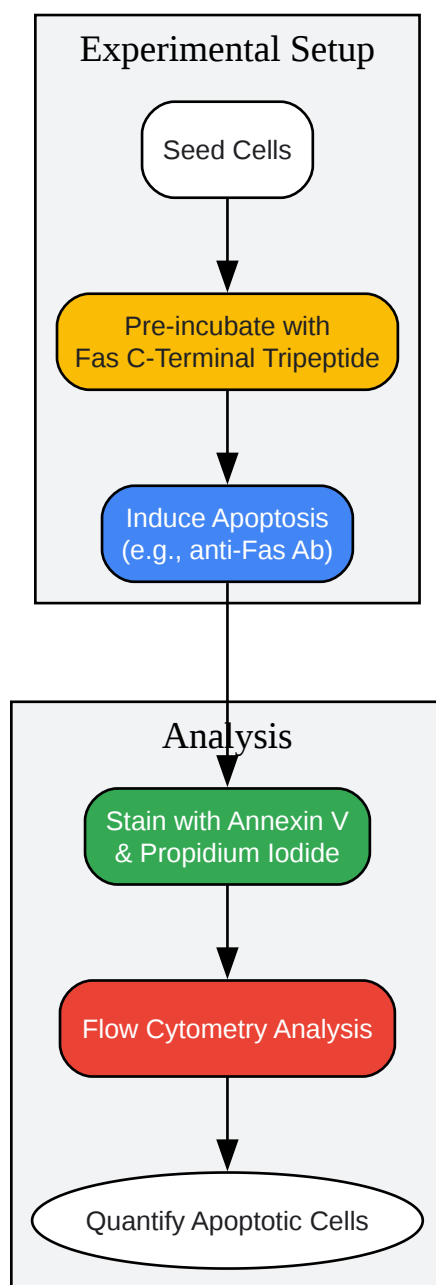 Experimental Setup
Seed Cells
Pre-incubate with
Fas C-Terminal Tripeptide
Induce Apoptosis
(e.g., anti-Fas Ab)
Analysis
Stain with Annexin V
& Propidium Iodide
Flow Cytometry Analysis
Quantify Apoptotic Cells